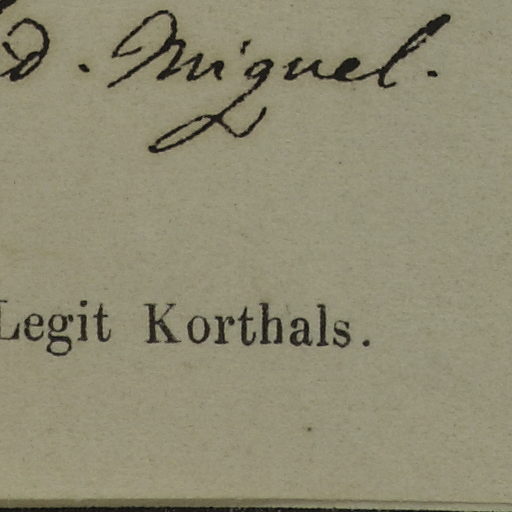 d. Miquel.
Legit Korthals.